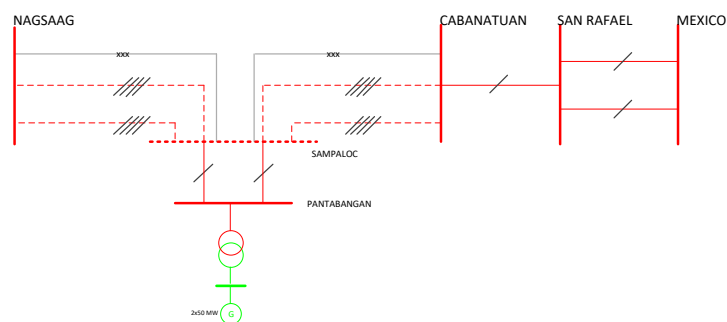 NAGSAAG
CABANATUAN
SAN RAFAEL
MEXICO
xxx
xxx
SAMPALOC
PANTABANGAN
2x50 MW
G